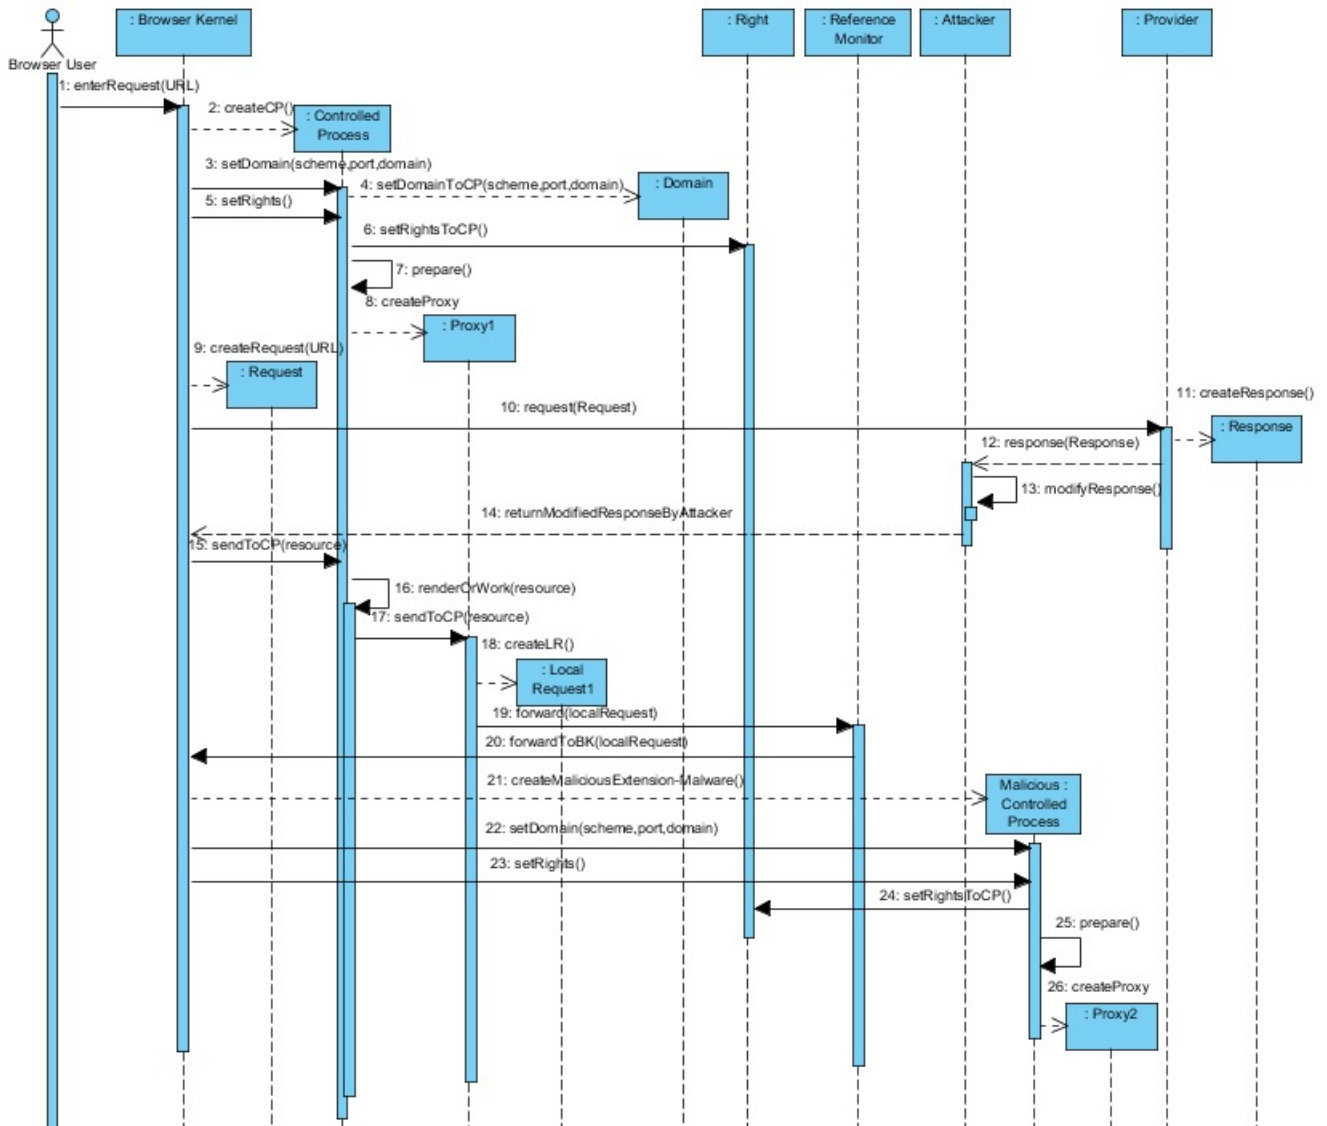 : Browser Kernel
: Right
: Reference
Monitor
: Attacker
: Provider
Browser User
1: enterRequest(URL)
2: createCP()
: Controlled
Process
3: setDomain(scheme,port,domain)
4: setDomainToCP(scheme,port,domain)
: Domain
5: setRights()
6: setRightsToCP()
7: prepare()
8: createProxy
: Proxy1
9: createRequest(URL)
: Request
10: request(Request)
11: createResponse()
: Response
12: response(Response)
13: modifyResponse()
14: returnModifiedResponseByAttacker
15: sendToCP(resource)
16: renderOrWork(resource)
17: sendToCP(resource)
18: createLR()
: Local
Request1
19: forward(localRequest)
20: forwardToBK(localRequest)
21: createMaliciousExtension-Malware()
Malicious :
Controlled
Process
22: setDomain(scheme,port,domain)
23: setRights()
24: setRightsToCP()
25: prepare()
26: createProxy
: Proxy2